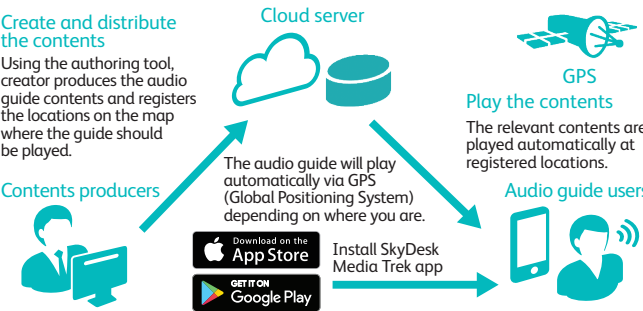 Create and distribute
the contents
Using the authoring tool,
creator produces the audio
guide contents and registers
the locations on the map
where the guide should
be played.
Contents producers
Cloud server
The audio guide will play
automatically via GPS
(Global Positioning System)
depending on where you are.
Download on the
App Store
GET IT ON
Google Play
Install SkyDesk
Media Trek app
GPS
Play the contents
The relevant contents are
played automatically at
registered locations.
Audio guide users